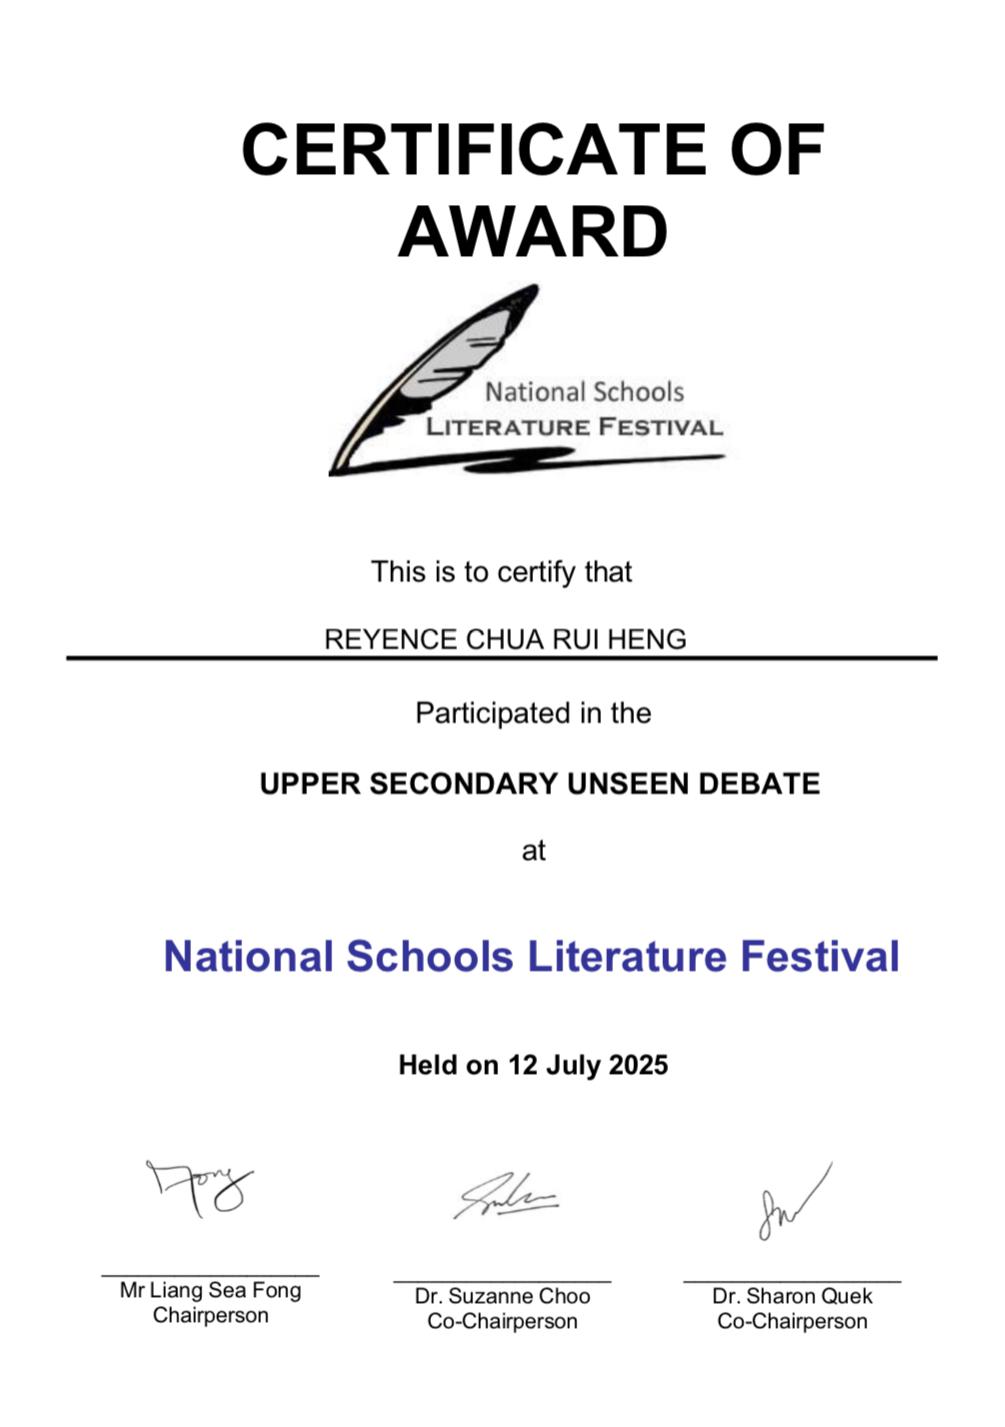 CERTIFICATE OF
AWARD
National Schools
LITERATURE FESTIVAL
This is to certify that
REYENCE CHUA RUI HENG
Participated in the
UPPER SECONDARY UNSEEN DEBATE
at
National Schools Literature Festival
Held on 12 July 2025
Mr Liang Sea Fong
Chairperson
Dr. Suzanne Choo
Co-Chairperson
Dr. Sharon Quek
Co-Chairperson